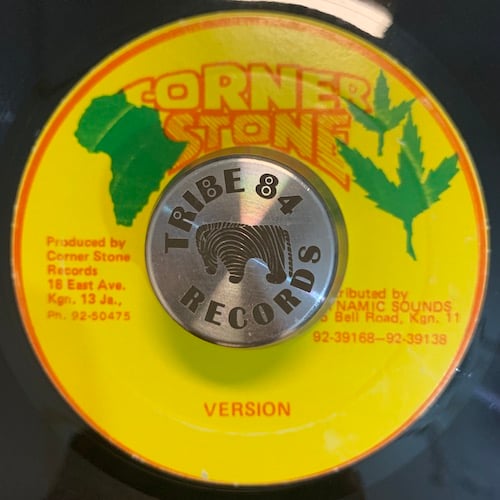 CORNER
STONE
TRIBE 84
RECORDS
Produced by
Corner Stone
Records
18 East Ave.
Kgn. 13 Ja.,
Ph. 92-50475
tributed by
NAMIC SOUNDS
Bell Road, Kgn. 11
92-39168—92-39138
VERSION